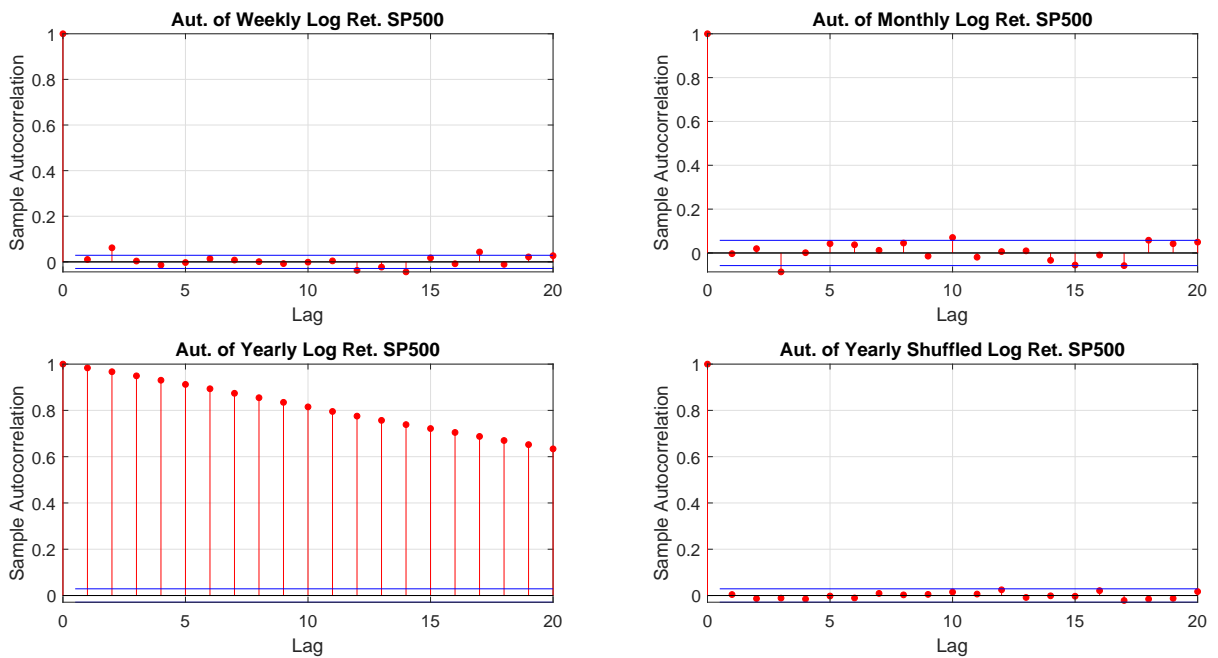 Aut. of Weekly Log Ret. SP500
1
0.8
0.6
0.4
0.2
0
Sample Autocorrelation
0 5 10 15 20
Lag
Aut. of Monthly Log Ret. SP500
1
0.8
0.6
0.4
0.2
0
Sample Autocorrelation
0 5 10 15 20
Lag
Aut. of Yearly Log Ret. SP500
1
0.8
0.6
0.4
0.2
0
Sample Autocorrelation
0 5 10 15 20
Lag
Aut. of Yearly Shuffled Log Ret. SP500
1
0.8
0.6
0.4
0.2
0
Sample Autocorrelation
0 5 10 15 20
Lag